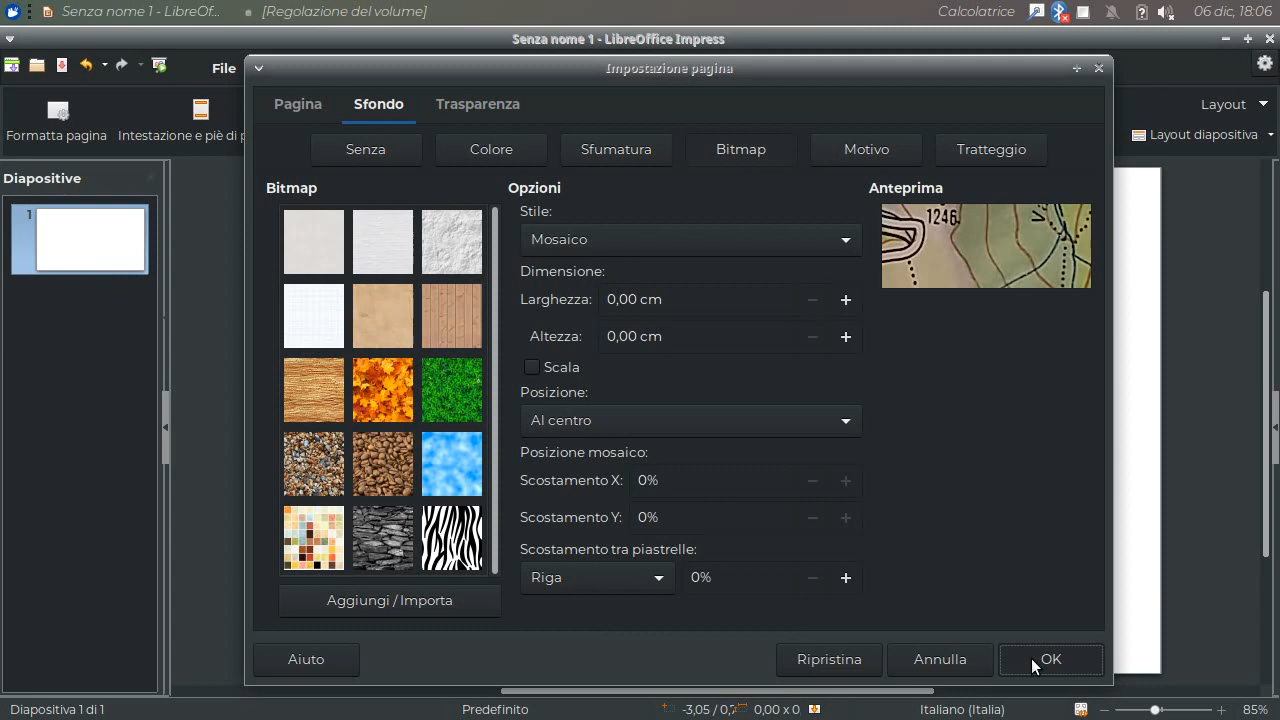 Senza nome 1 - LibreOf...
[Regolazione del volume]
Calcolatrice
06 dic, 18:06
Senza nome 1 - LibreOffice Impress
File
Impostazione pagina
Pagina
Sfondo
Trasparenza
Layout
Formatta pagina
Intestazione e piè di p
Layout diapositiva
Senza
Colore
Sfumatura
Bitmap
Motivo
Tratteggio
Diapositive
1
Bitmap
Opzioni
Anteprima
Stile:
Mosaico
1246
Dimensione:
Larghezza:
0,00 cm
Altezza:
0,00 cm
Scala
Posizione:
Al centro
Posizione mosaico:
Scostamento X:
0%
Scostamento Y:
0%
Scostamento tra piastrelle:
Riga
0%
Aggiungi / Importa
Aiuto
Ripristina
Annulla
OK
Diapositiva 1 di 1
Predefinito
-3,05 / 0,
0,00 x 0
Italiano (Italia)
85%